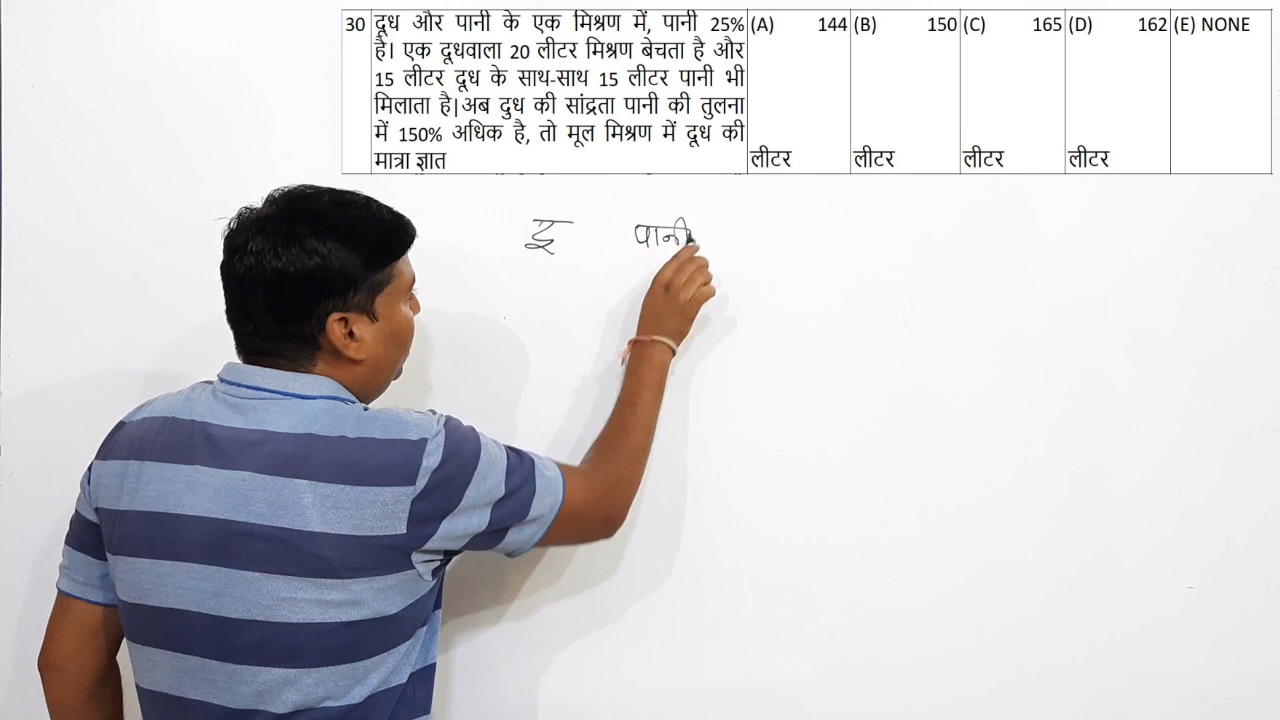 30 दूध और पानी के एक मिश्रण में, पानी 25% (A) 144 (B) 150 (C) 165 (D) 162 (E) NONE
है। एक दूधवाला 20 लीटर मिश्रण बेचता है और
15 लीटर दूध के साथ-साथ 15 लीटर पानी भी
मिलाता है|अब दुध की सांद्रता पानी की तुलना
में 150% अधिक है, तो मूल मिश्रण में दूध की
मात्रा ज्ञात लीटर लीटर लीटर लीटर
दू पानी